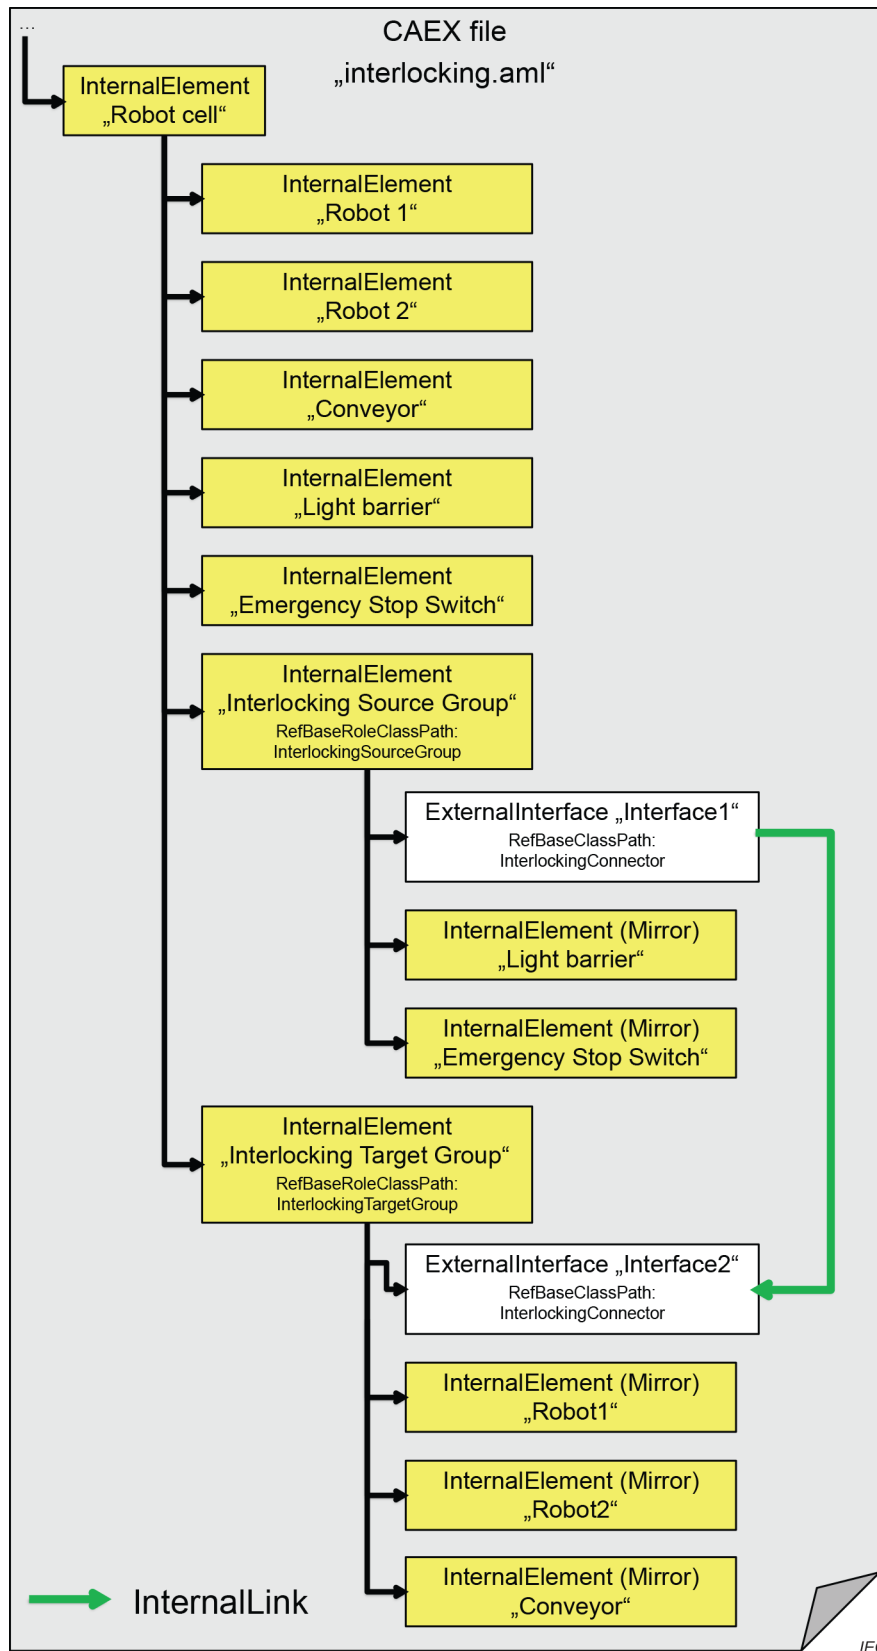 ...
CAEX file
„interlocking.aml“
InternalElement
„Robot cell“
InternalElement
„Robot 1“
InternalElement
„Robot 2“
InternalElement
„Conveyor“
InternalElement
„Light barrier“
InternalElement
„Emergency Stop Switch“
InternalElement
„Interlocking Source Group“
RefBaseRoleClassPath:
InterlockingSourceGroup
ExternalInterface „Interface1“
RefBaseClassPath:
InterlockingConnector
InternalElement (Mirror)
„Light barrier“
InternalElement (Mirror)
„Emergency Stop Switch“
InternalElement
„Interlocking Target Group“
RefBaseRoleClassPath:
InterlockingTargetGroup
ExternalInterface „Interface2“
RefBaseClassPath:
InterlockingConnector
InternalElement (Mirror)
„Robot1“
InternalElement (Mirror)
„Robot2“
InternalElement (Mirror)
„Conveyor“
InternalLink